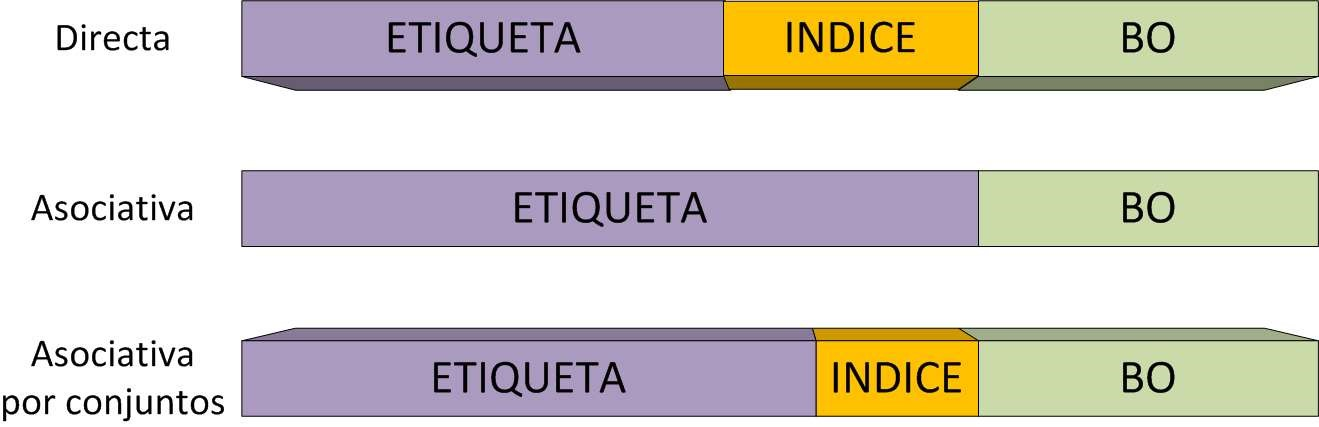 Directa ETIQUETA INDICE BO
Asociativa ETIQUETA BO
Asociativa
por conjuntos
ETIQUETA INDICE BO